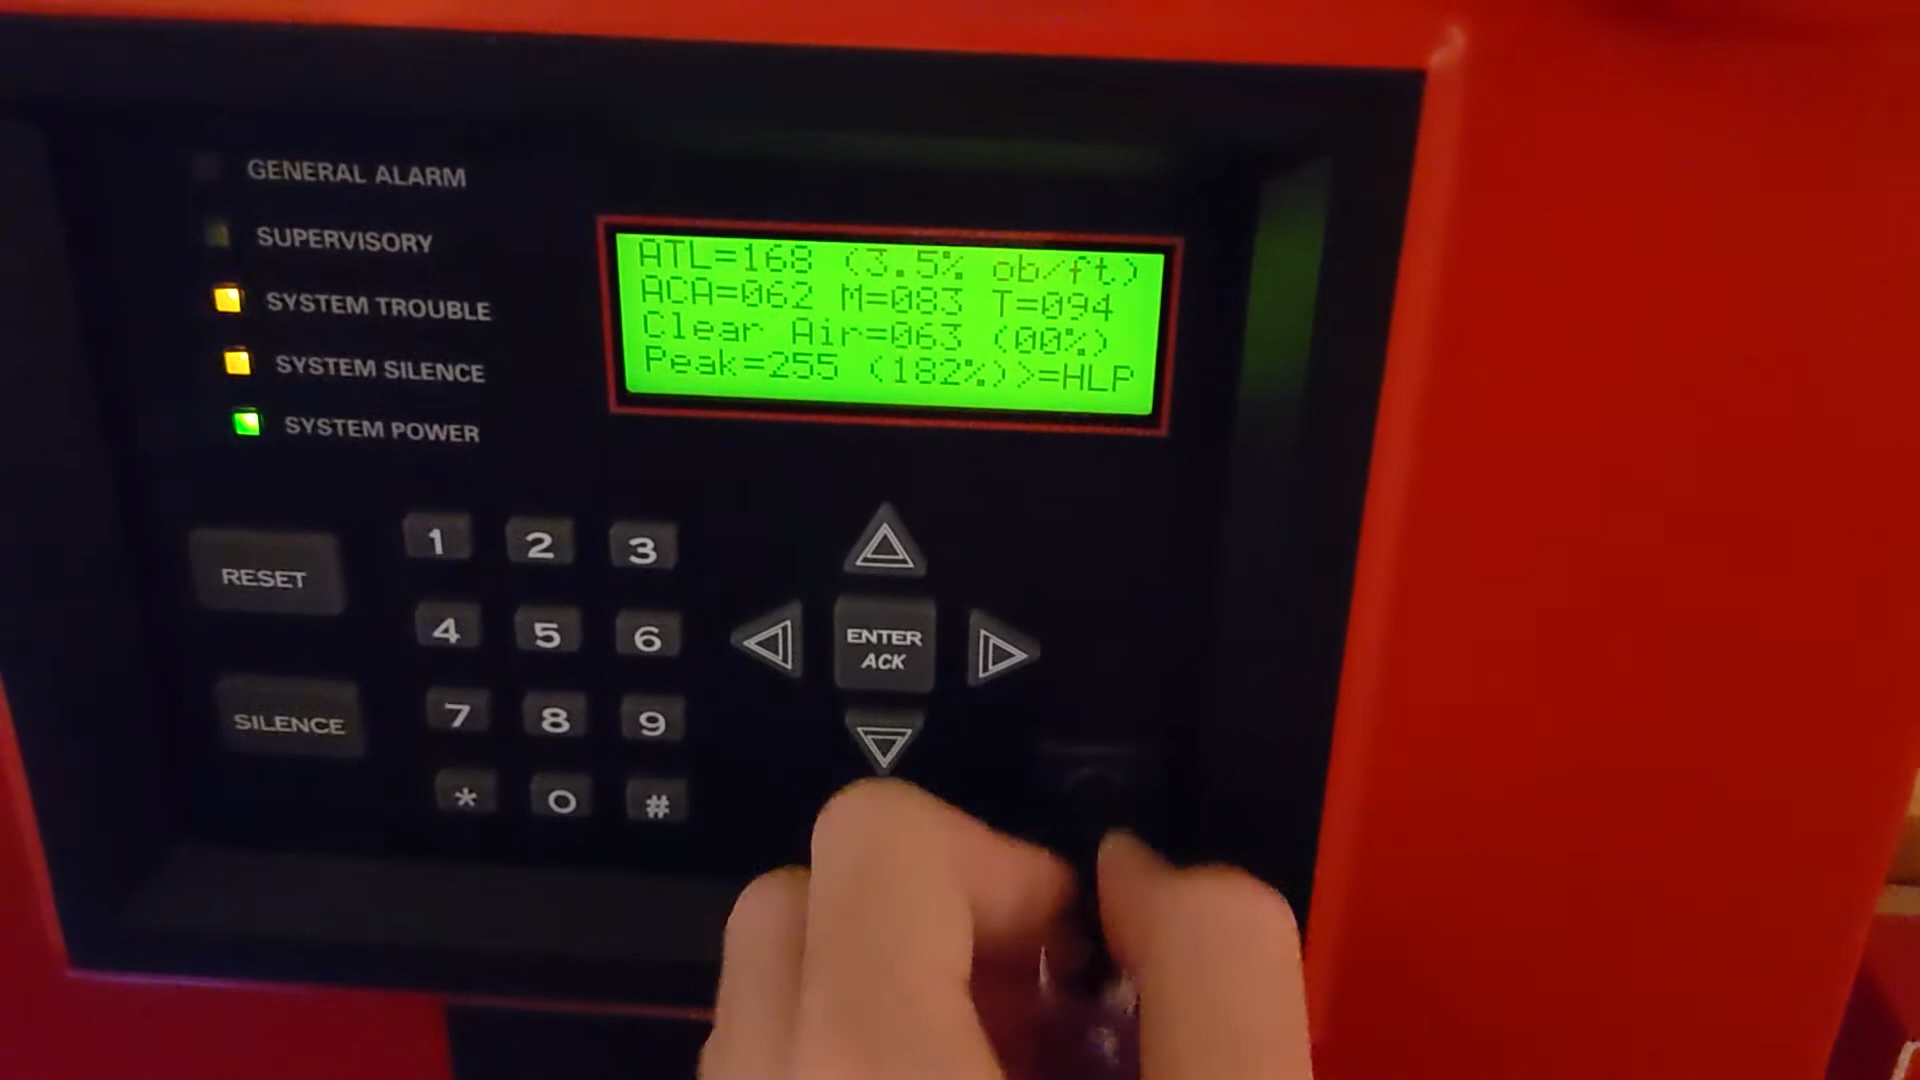 GENERAL ALARM
SUPERVISORY
SYSTEM TROUBLE
SYSTEM SILENCE
SYSTEM POWER
ATL=168 (3.5% ob/ft)
ACA=062 M=083 T=094
Clear Air=063 (00%)
Peak=255 (182%)>=HLP
RESET
SILENCE
1 2 3
4 5 6
7 8 9
* 0 #
ENTER
ACK